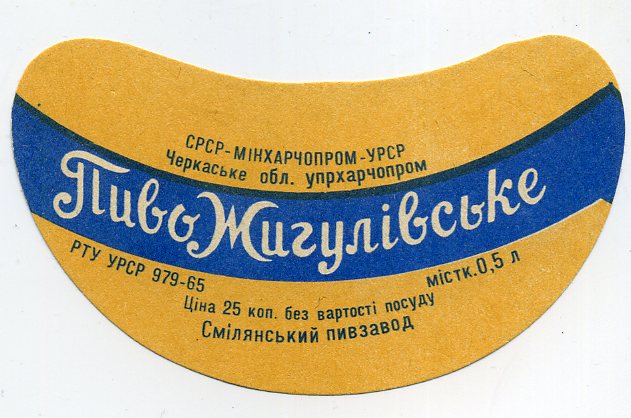 СРСР-МІНХАРЧОПРОМ-УРСР
Черкаське обл. упрхарчопром
Пиво Жигулівське
РТУ УРСР 979-65
містк. 0,5 л
Ціна 25 коп. без вартості посуду
Смілянський пивзавод